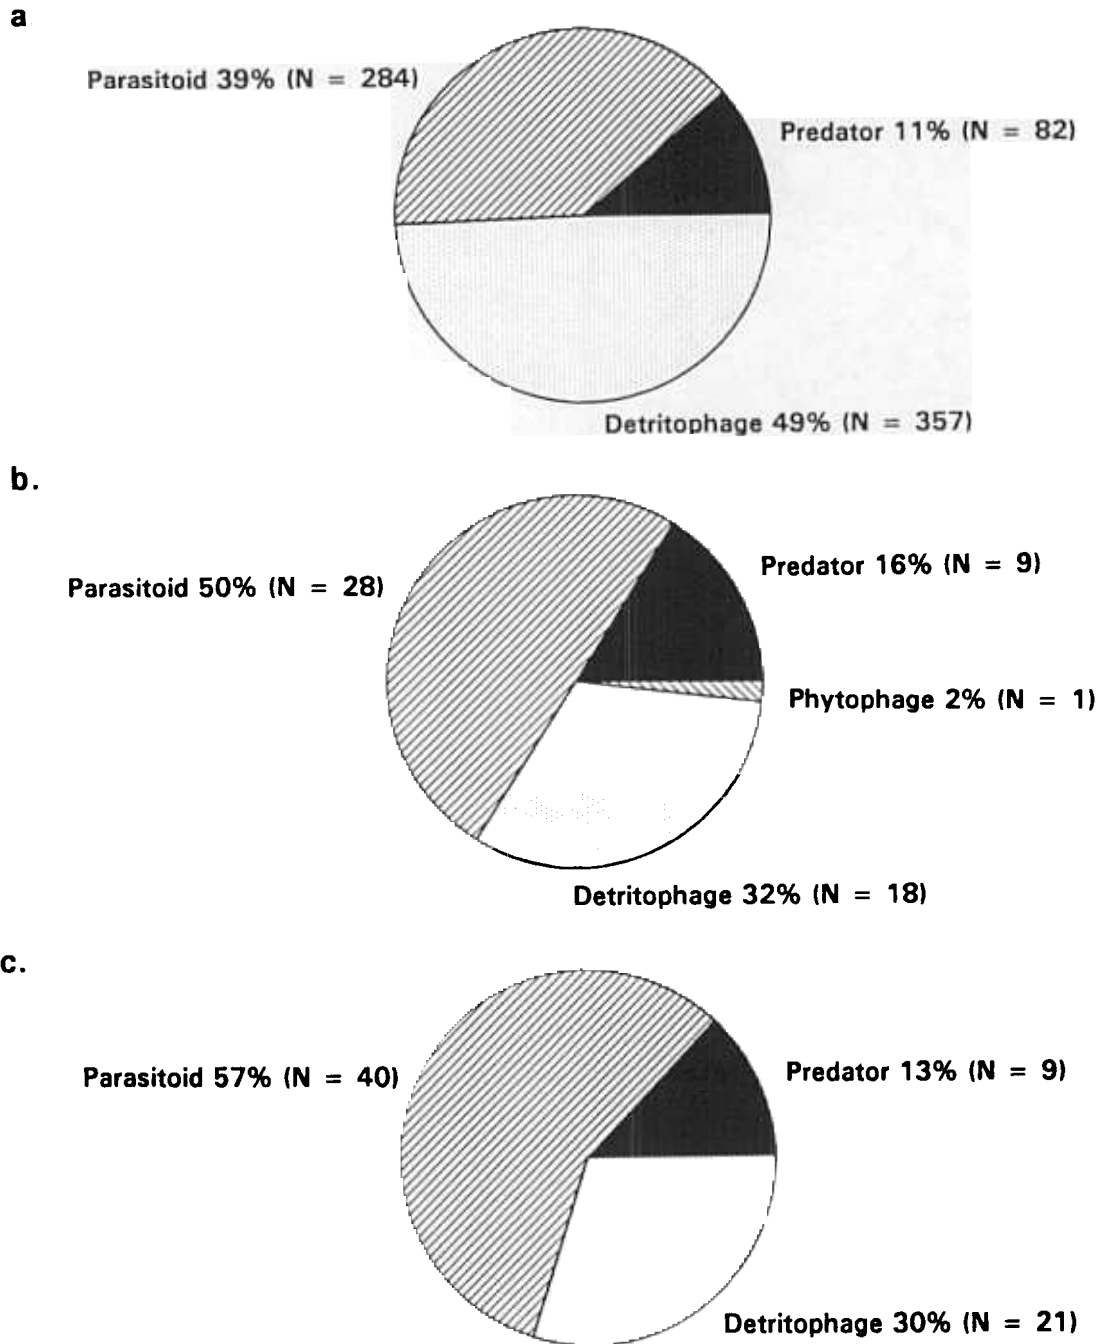 a
Parasitoid 39% (N = 284)
Predator 11% (N = 82)
Detritophage 49% (N = 357)
b.
Parasitoid 50% (N = 28)
Predator 16% (N = 9)
Phytophage 2% (N = 1)
Detritophage 32% (N = 18)
c.
Parasitoid 57% (N = 40)
Predator 13% (N = 9)
Detritophage 30% (N = 21)